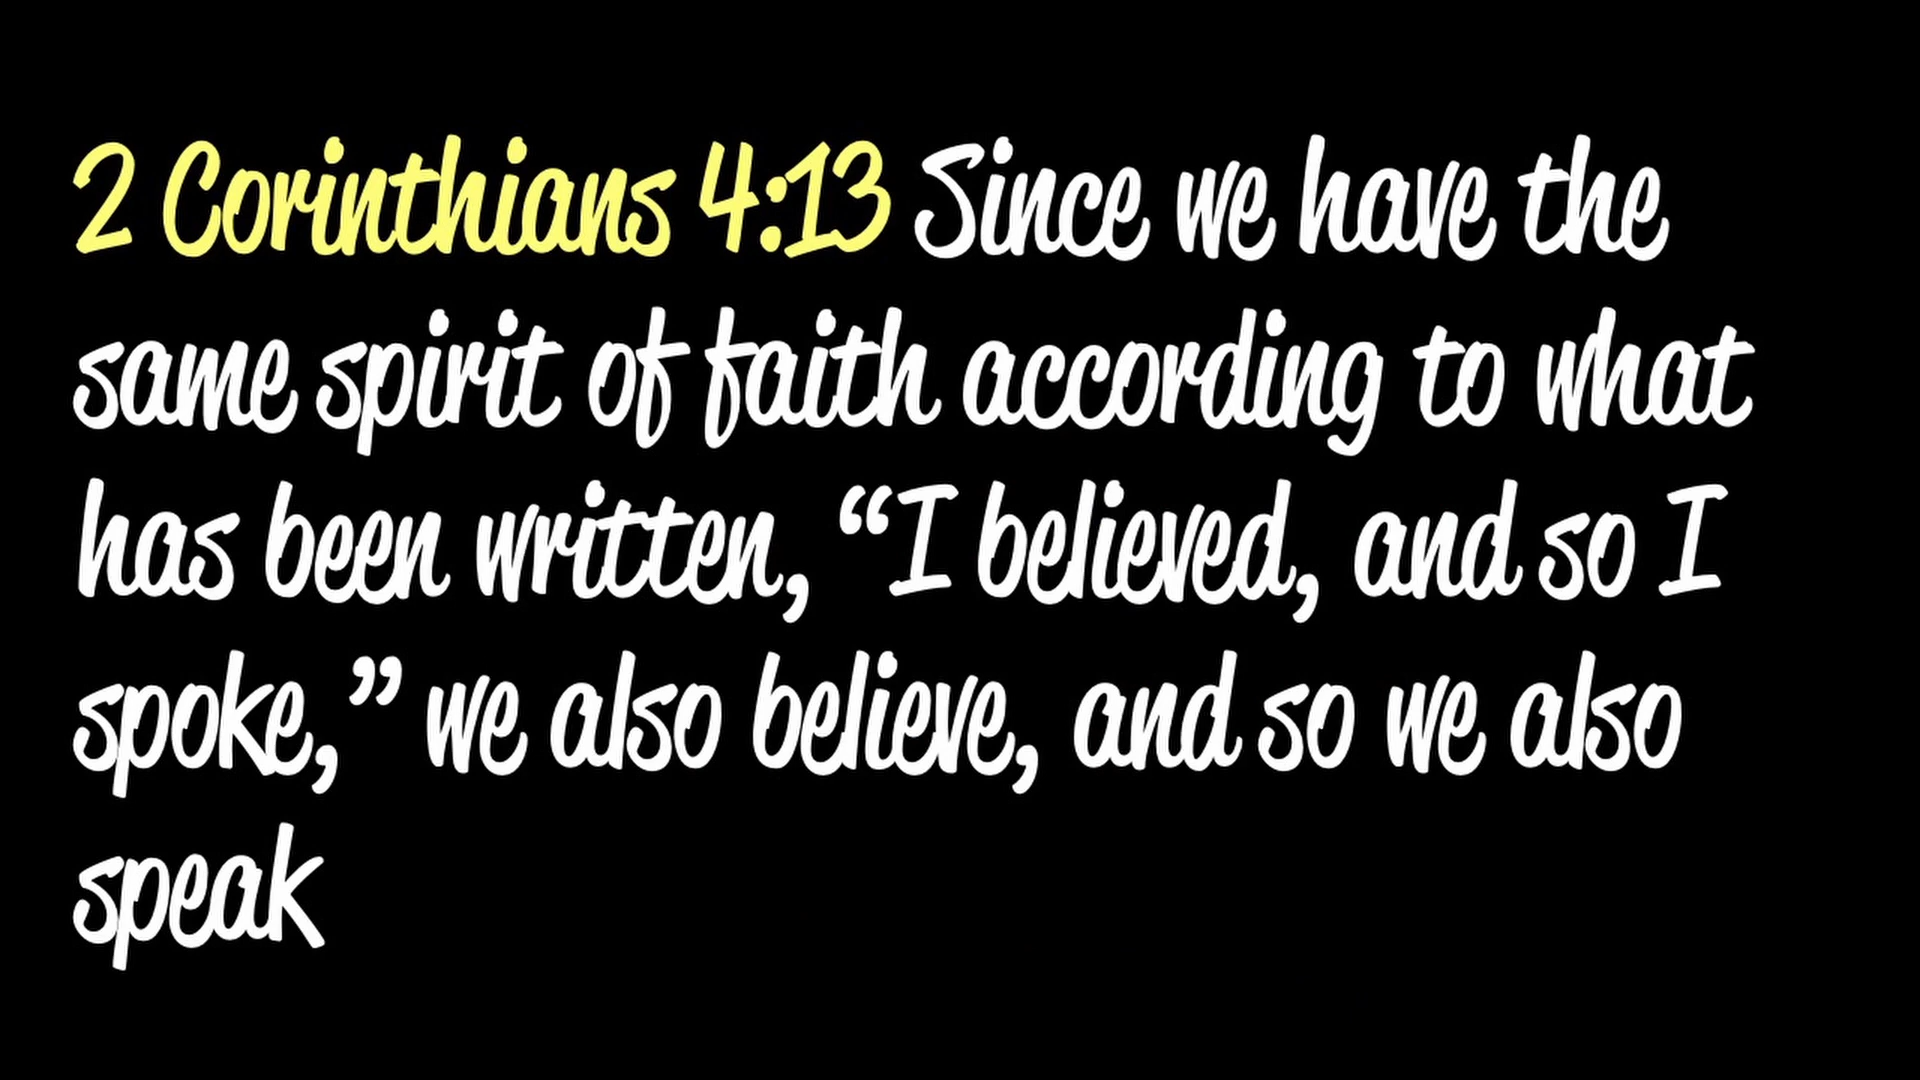 2 Corinthians 4:13 Since we have the
same spirit of faith according to what
has been written, “I believed, and so I
spoke,” we also believe, and so we also
speak